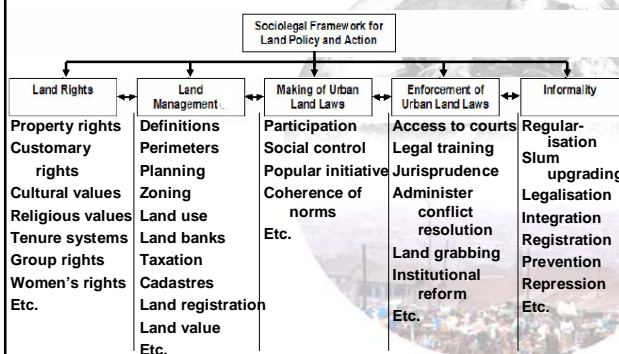 Sociolegal Framework for
Land Policy and Action
Land Rights
Property rights
Customary
rights
Cultural values
Religious values
Tenure systems
Group rights
Women's rights
Etc.
Land
Management
Definitions
Perimeters
Planning
Zoning
Land use
Land banks
Taxation
Cadastres
Land registration
Land value
Etc.
Making of Urban
Land Laws
Participation
Social control
Popular initiative
Coherence of
norms
Etc.
Enforcement of
Urban Land Laws
Access to courts
Legal training
Jurisprudence
Administer
conflict
resolution
Land grabbing
Institutional
reform
Etc.
Informality
Regular-
isation
Slum
upgrading
Legalisation
Integration
Registration
Prevention
Repression
Etc.